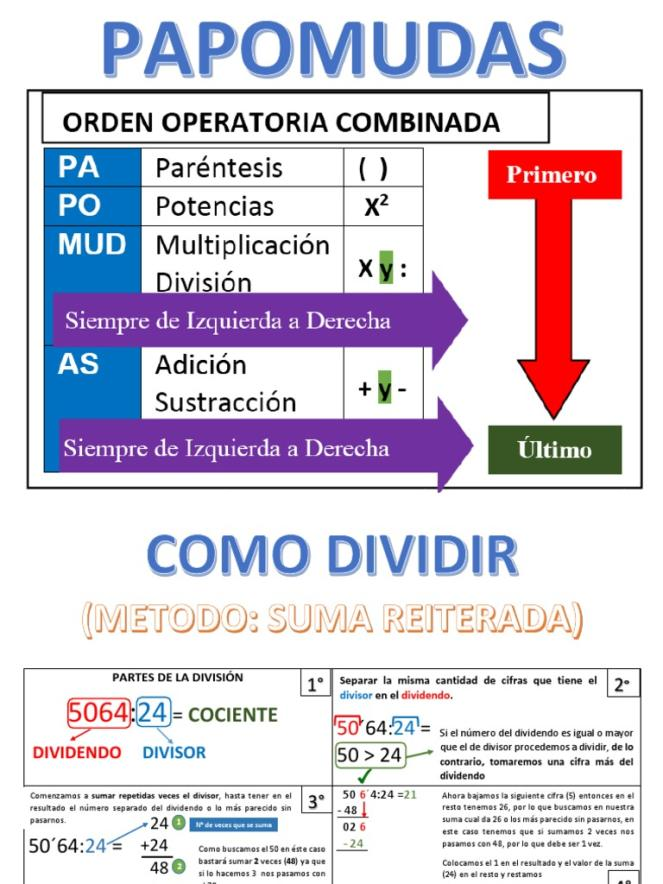 PAPOMUDAS
ORDEN OPERATORIA COMBINADA
PA Paréntesis ( )
PO Potencias X²
MUD Multiplicación
División X y :
Siempre de Izquierda a Derecha
AS Adición
Sustracción + y -
Siempre de Izquierda a Derecha
Primero
Último
COMO DIVIDIR
(METODO: SUMA REITERADA)
PARTES DE LA DIVISIÓN
1°
5064:24= COCIENTE
DIVIDENDO DIVISOR
Separar la misma cantidad de cifras que tiene el
divisor en el dividendo.
2°
50´64:24=
50 > 24
Si el número del dividendo es igual o mayor
que el de divisor procedemos a dividir, de lo
contrario, tomaremos una cifra más del
dividendo
Comenzamos a sumar repetidas veces el divisor, hasta tener en el
resultado el número separado del dividendo o lo más parecido sin
pasarnos.
3°
24 1 N° de veces que se suma
50´64:24= +24
48 2
Como buscamos el 50 en éste caso
bastará sumar 2 veces (48) ya que
si lo hacemos 3 nos pasamos con
50 6´4:24 =21
- 48
02 6
- 24
Ahora bajamos la siguiente cifra (5) entonces en el
resto tenemos 26, por lo que buscamos en nuestra
suma cual da 26 o los más parecido sin pasarnos, en
este caso tenemos que si sumamos 2 veces nos
pasamos con 48, por lo que debe ser 1 vez.
Colocamos el 1 en el resultado y el valor de la suma
(24) en el resto y restamos